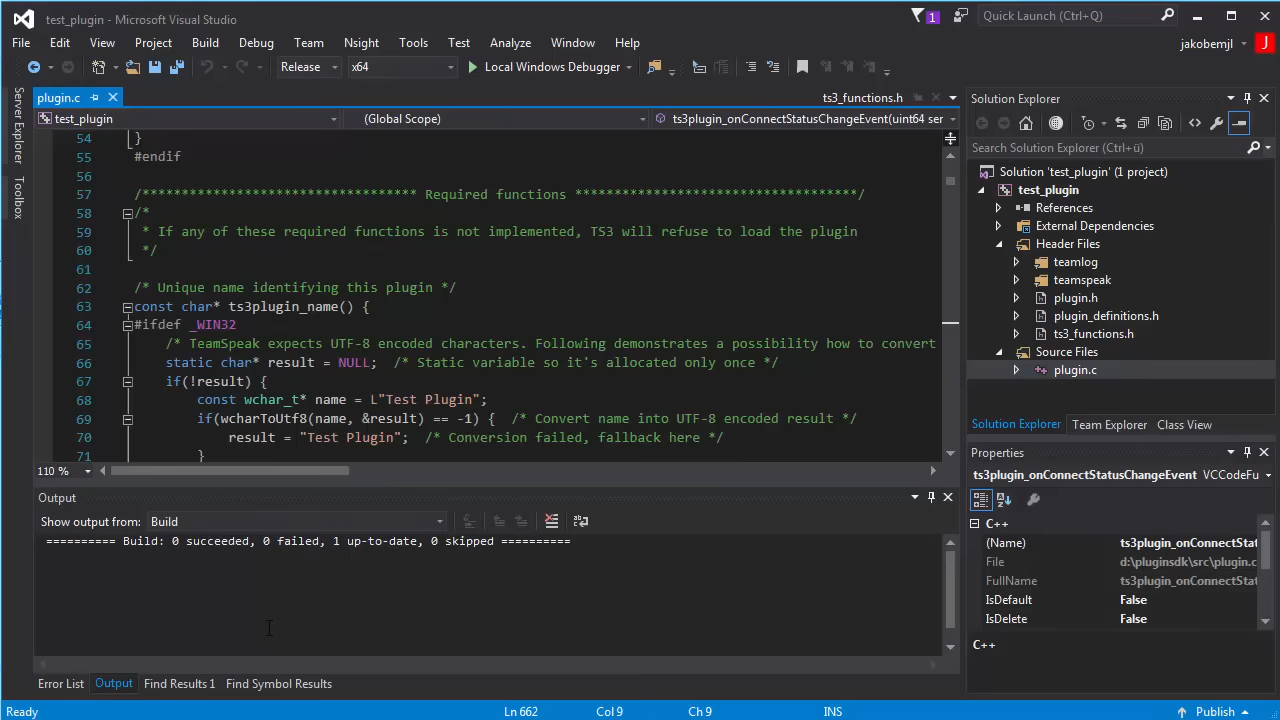 test_plugin - Microsoft Visual Studio
1
Quick Launch (Ctrl+Q)
File Edit View Project Build Debug Team Nsight Tools Test Analyze Window Help
jakobemjl
J
Release
x64
Local Windows Debugger
Server Explorer
Toolbox
plugin.c
ts3_functions.h
test_plugin
(Global Scope)
ts3plugin_onConnectStatusChangeEvent(uint64 ser
54 }
55 #endif
56
57 /*********************************** Required functions ************************************/
58 /*
59 * If any of these required functions is not implemented, TS3 will refuse to load the plugin
60 */
61
62 /* Unique name identifying this plugin */
63 const char* ts3plugin_name() {
64 #ifdef _WIN32
65 /* TeamSpeak expects UTF-8 encoded characters. Following demonstrates a possibility how to convert
66 static char* result = NULL; /* Static variable so it's allocated only once */
67 if(!result) {
68 const wchar_t* name = L"Test Plugin";
69 if(wcharToUtf8(name, &result) == -1) { /* Convert name into UTF-8 encoded result */
70 result = "Test Plugin"; /* Conversion failed, fallback here */
71 }
110 %
Output
Show output from: Build
========== Build: 0 succeeded, 0 failed, 1 up-to-date, 0 skipped ==========
Error List Output Find Results 1 Find Symbol Results
Solution Explorer
Search Solution Explorer (Ctrl+ü)
Solution 'test_plugin' (1 project)
test_plugin
References
External Dependencies
Header Files
teamlog
teamspeak
plugin.h
plugin_definitions.h
ts3_functions.h
Source Files
plugin.c
Solution Explorer Team Explorer Class View
Properties
ts3plugin_onConnectStatusChangeEvent VCCodeFu
C++
(Name) ts3plugin_onConnectStat
File d:\pluginsdk\src\plugin.c
FullName ts3plugin_onConnectStat
IsDefault False
IsDelete False
C++
Ready
Ln 662
Col 9
Ch 9
INS
Publish